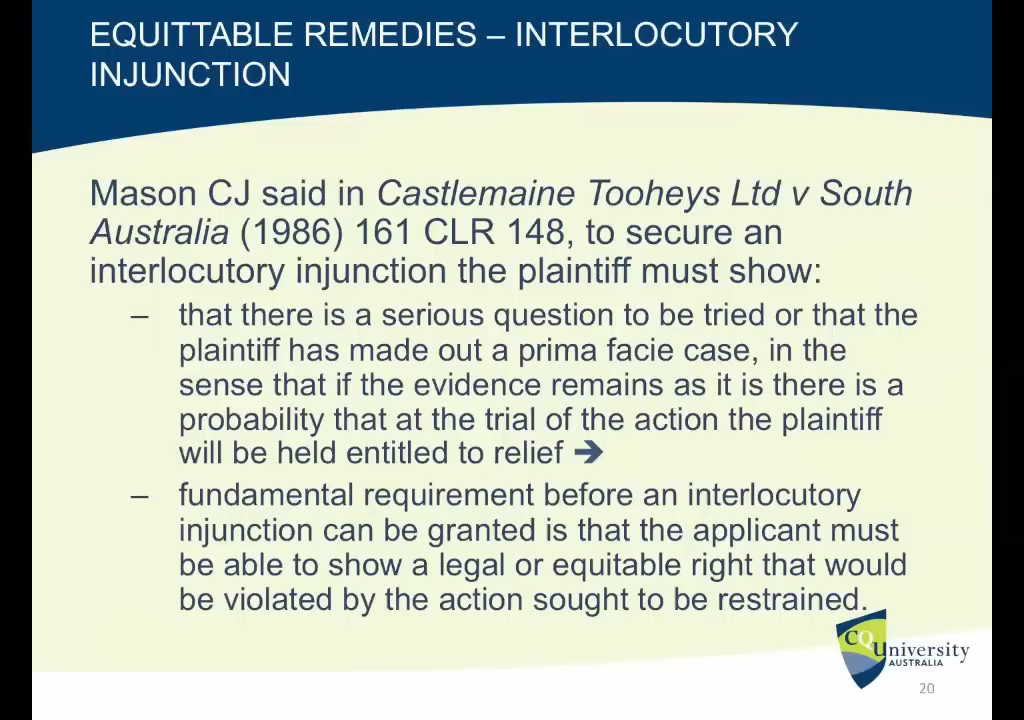 EQUITTABLE REMEDIES – INTERLOCUTORY
INJUNCTION
Mason CJ said in Castlemaine Tooheys Ltd v South
Australia (1986) 161 CLR 148, to secure an
interlocutory injunction the plaintiff must show:
– that there is a serious question to be tried or that the
plaintiff has made out a prima facie case, in the
sense that if the evidence remains as it is there is a
probability that at the trial of the action the plaintiff
will be held entitled to relief ➔
– fundamental requirement before an interlocutory
injunction can be granted is that the applicant must
be able to show a legal or equitable right that would
be violated by the action sought to be restrained.
CQUniversity
AUSTRALIA
20